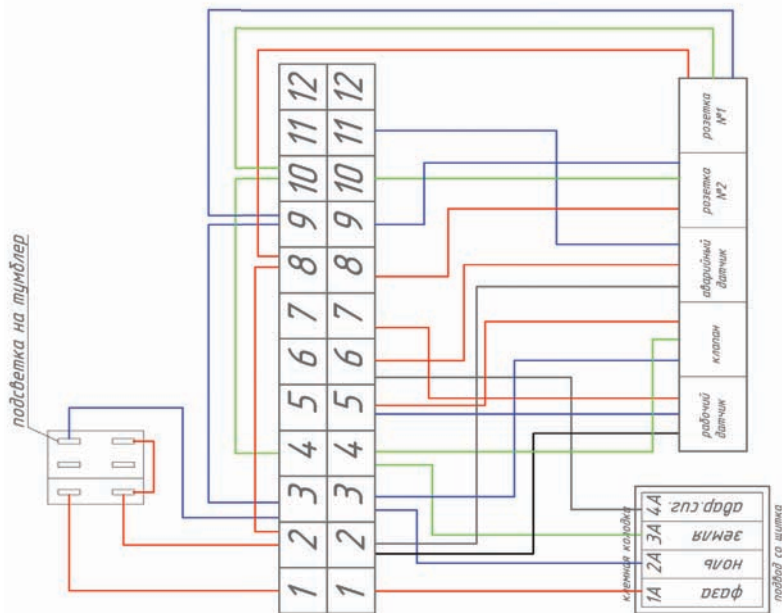 подсветка на тумблер
12 11 10 9 8 7 6 5 4 3 2 1
12 11 10 9 8 7 6 5 4 3 2 1
розетка
№1
розетка
№2
аварийный
датчик
клапан
рабочий
датчик
клемная колодка
4А авар.сиг.
3А земля
2А ноль
1А фаза
подвод со щитка